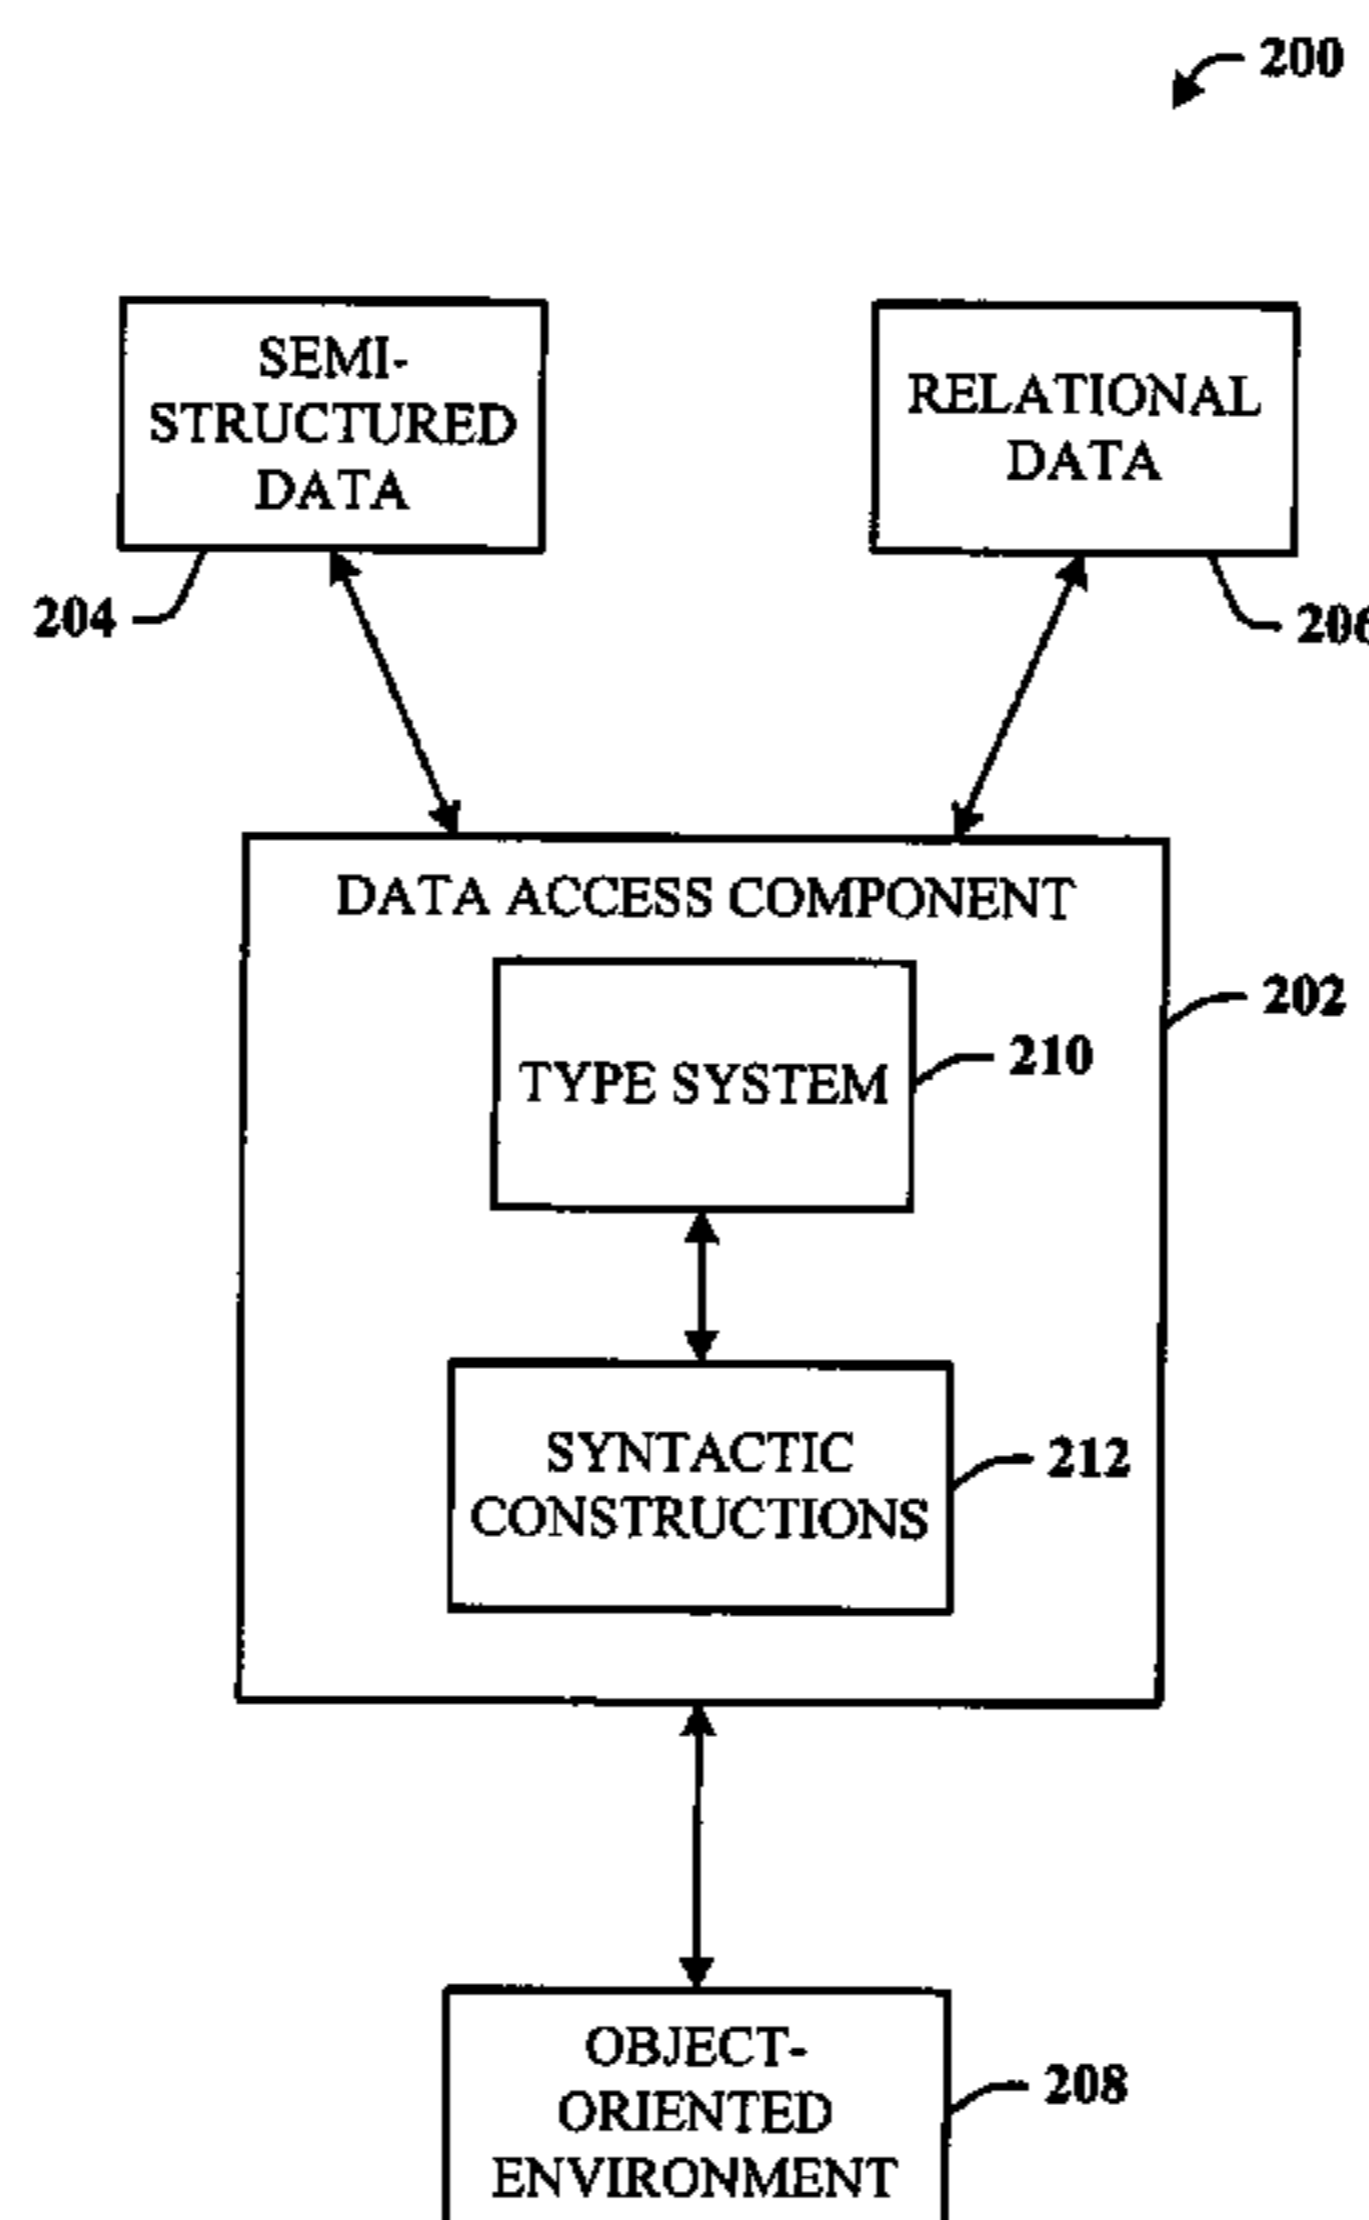 200
SEMI-
STRUCTURED
DATA
RELATIONAL
DATA
204
206
DATA ACCESS COMPONENT
202
TYPE SYSTEM
210
SYNTACTIC
CONSTRUCTIONS
212
OBJECT-
ORIENTED
ENVIRONMENT
208